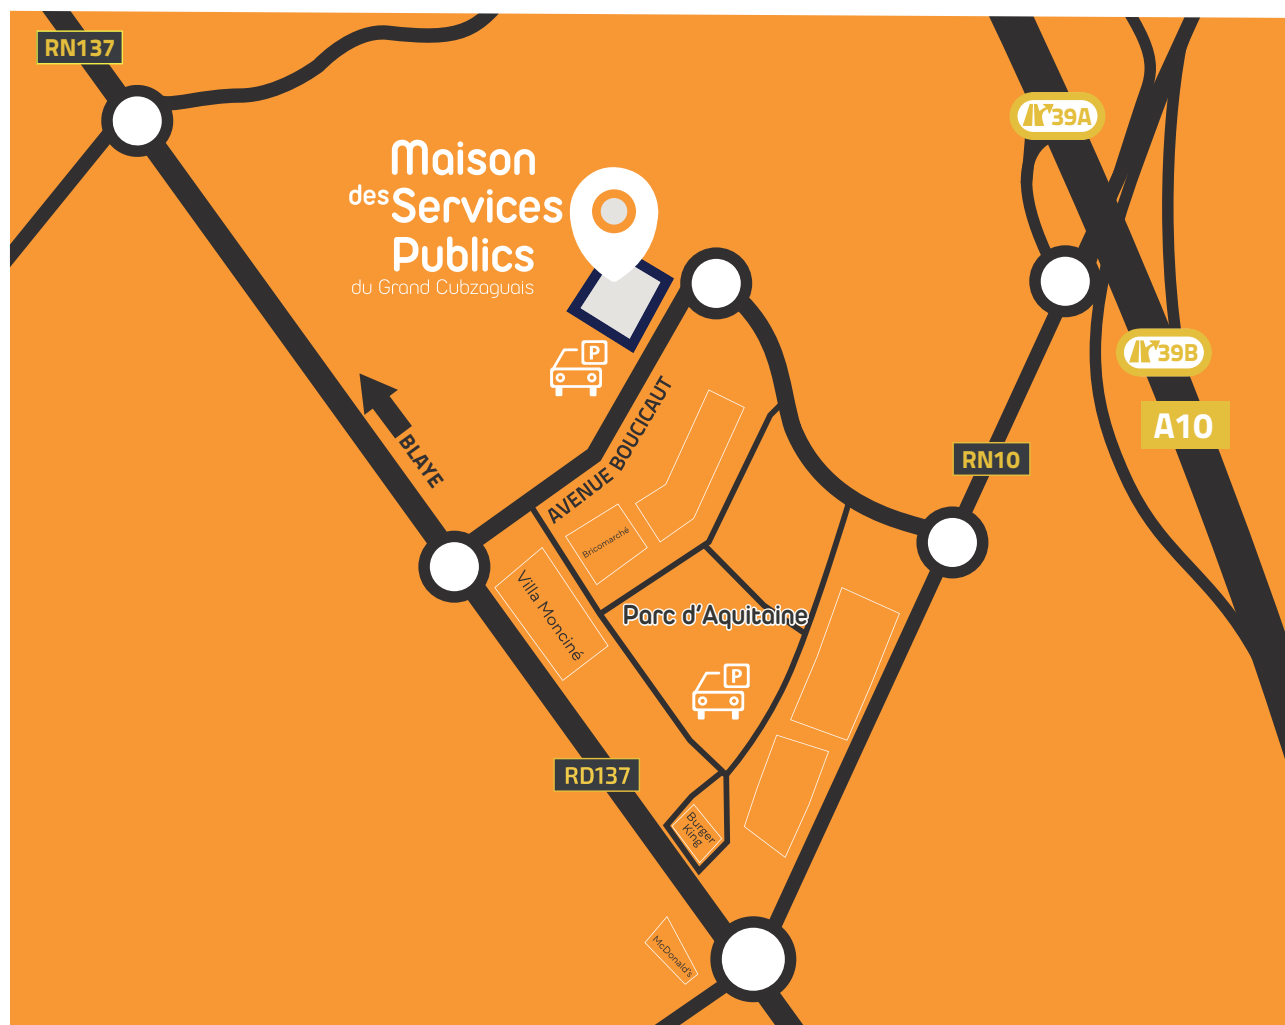 RN137
39A
Maison
des Services
Publics
du Grand Cubzaguais
P
39B
A10
AVENUE BOUCICAUT
BLAYE
RN10
Bricomarché
Villa Monciné
Parc d'Aquitaine
P
RD137
Burger
King
McDonald's